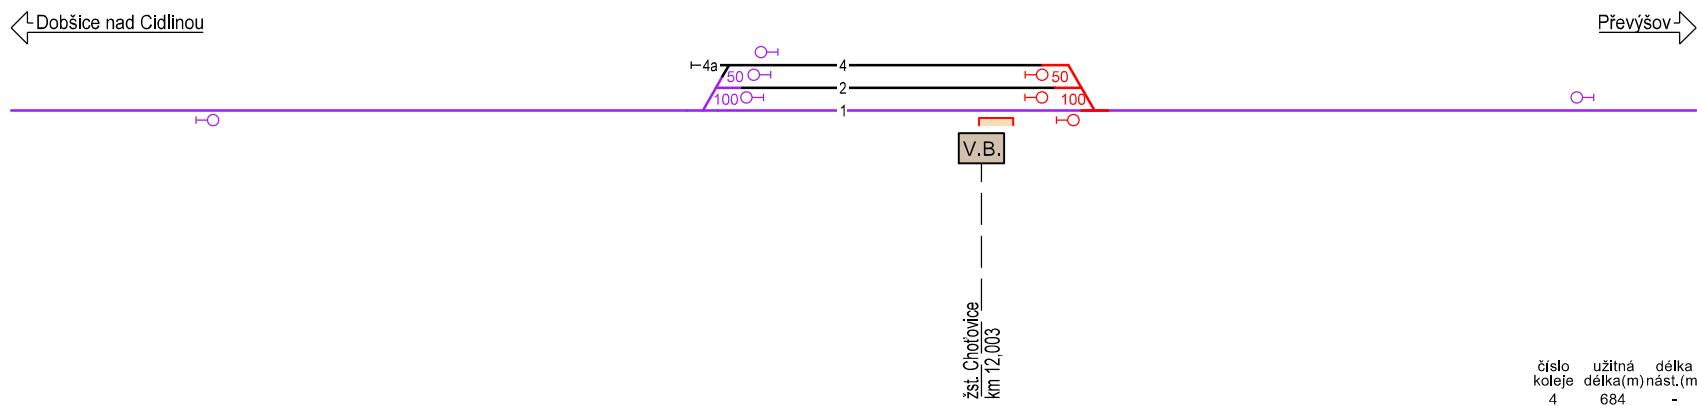 Dobšice nad Cidlinou
Převýšov
4a
4
50
50
2
100
100
1
V.B.
žst. Choťovice
km 12,003
číslo užitná délka
koleje délka(m) nást.(m
4 684 -